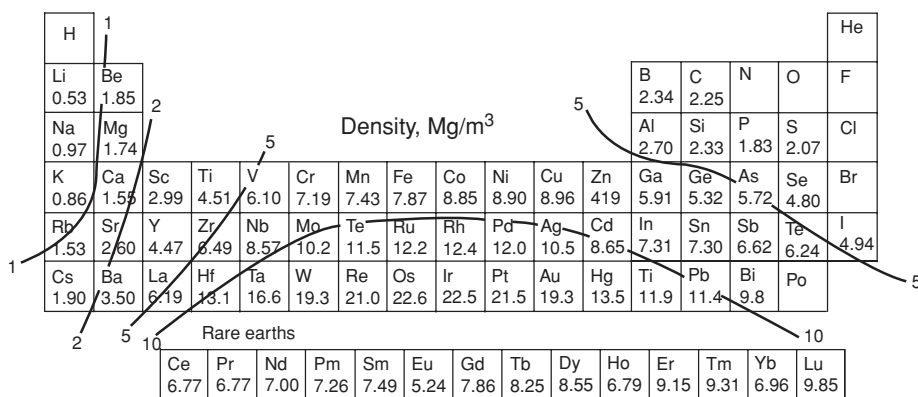 H He
1
Li Be B C N O F
0.53 1.85 2.34 2.25
2 Density, Mg/m³ 5
Na Mg Al Si P S Cl
0.97 1.74 2.70 2.33 1.83 2.07
5
K Ca Sc Ti V Cr Mn Fe Co Ni Cu Zn Ga Ge As Se Br
0.86 1.55 2.99 4.51 6.10 7.19 7.43 7.87 8.85 8.90 8.96 419 5.91 5.32 5.72 4.80
Rb Sr Y Zr Nb Mo Te Ru Rh Pd Ag Cd In Sn Sb Te I
1.53 2.60 4.47 6.49 8.57 10.2 11.5 12.2 12.4 12.0 10.5 8.65 7.31 7.30 6.62 6.24 4.94
1
Cs Ba La Hf Ta W Re Os Ir Pt Au Hg Ti Pb Bi Po
1.90 3.50 6.19 13.1 16.6 19.3 21.0 22.6 22.5 21.5 19.3 13.5 11.9 11.4 9.8
5
2 5 10 10
Rare earths
Ce Pr Nd Pm Sm Eu Gd Tb Dy Ho Er Tm Yb Lu
6.77 6.77 7.00 7.26 7.49 5.24 7.86 8.25 8.55 6.79 9.15 9.31 6.96 9.85